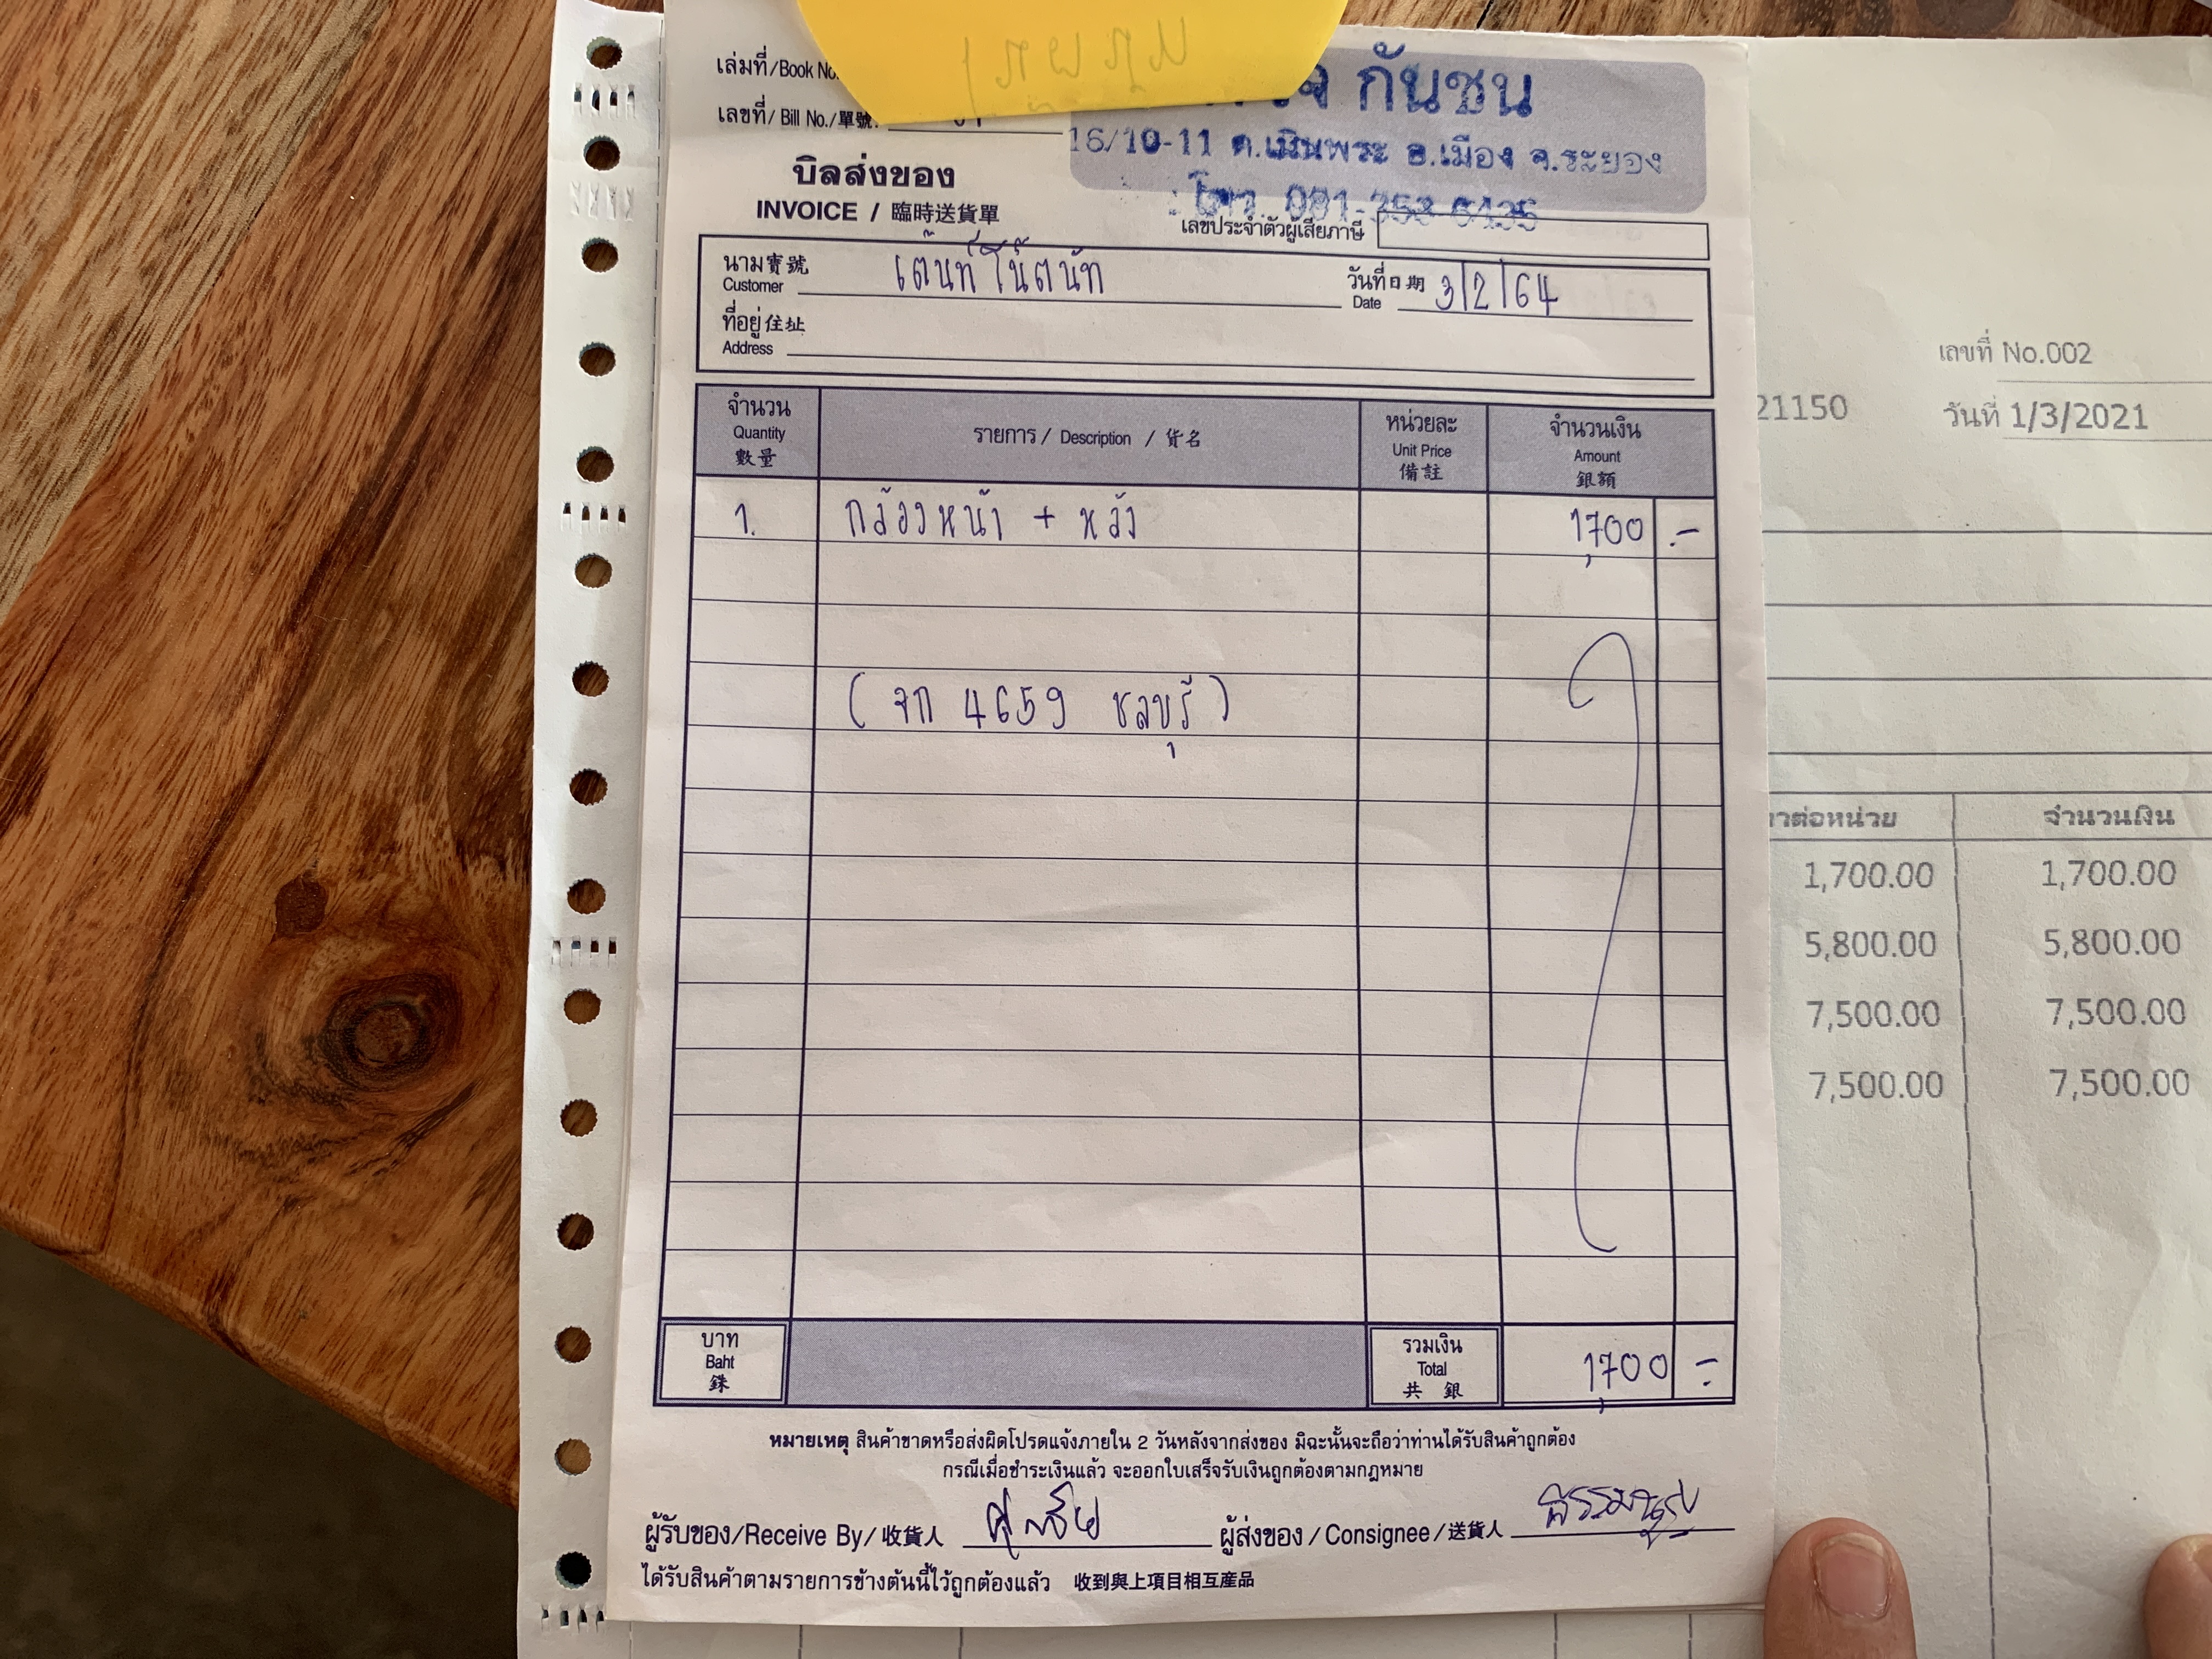 เล่มที่/Book No.
เลขที่/ Bill No./單號.
กันชน
16/10-11 ต.เนินพระ อ.เมือง จ.ระยอง
โทร. 081-353-6435
บิลส่งของ
INVOICE / 臨時送貨單
เลขประจำตัวผู้เสียภาษี
นาม寶號 เต๊นท์โน๊ตนัท
Customer
วันที่日期 3/2/64
Date
ที่อยู่住址
Address
จำนวน
Quantity
數量
รายการ / Description / 貨名
หน่วยละ
Unit Price
備註
จำนวนเงิน
Amount
銀額
1. กล้องหน้า + หลัง 1,700 .-
( จก 4659 ชลบุรี )
บาท
Baht
銖
รวมเงิน
Total
共 銀
1,700 .-
หมายเหตุ สินค้าขาดหรือส่งผิดโปรดแจ้งภายใน 2 วันหลังจากส่งของ มิฉะนั้นจะถือว่าท่านได้รับสินค้าถูกต้อง
กรณีเมื่อชำระเงินแล้ว จะออกใบเสร็จรับเงินถูกต้องตามกฎหมาย
ผู้รับของ/Receive By/收貨人
ผู้ส่งของ/Consignee/送貨人
ได้รับสินค้าตามรายการข้างต้นนี้ไว้ถูกต้องแล้ว 收到與上項目相互產品
เลขที่ No.002
21150 วันที่ 1/3/2021
าต่อหน่วย จำนวนเงิน
1,700.00 1,700.00
5,800.00 5,800.00
7,500.00 7,500.00
7,500.00 7,500.00